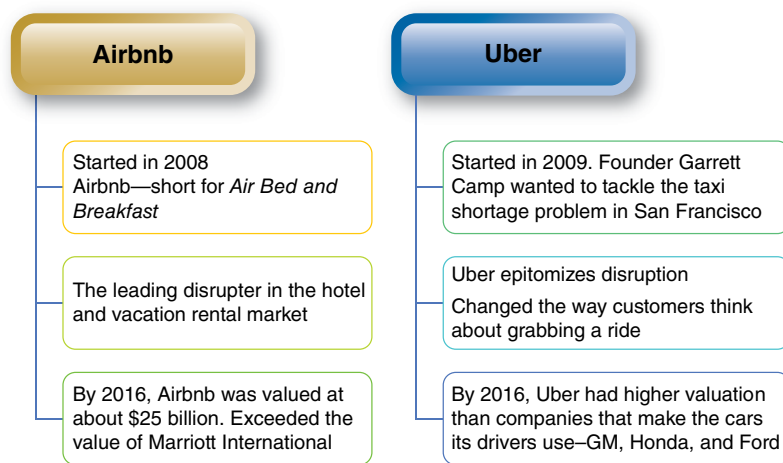 Airbnb
Started in 2008
Airbnb—short for Air Bed and
Breakfast
The leading disrupter in the hotel
and vacation rental market
By 2016, Airbnb was valued at
about $25 billion. Exceeded the
value of Marriott International
Uber
Started in 2009. Founder Garrett
Camp wanted to tackle the taxi
shortage problem in San Francisco
Uber epitomizes disruption
Changed the way customers think
about grabbing a ride
By 2016, Uber had higher valuation
than companies that make the cars
its drivers use–GM, Honda, and Ford